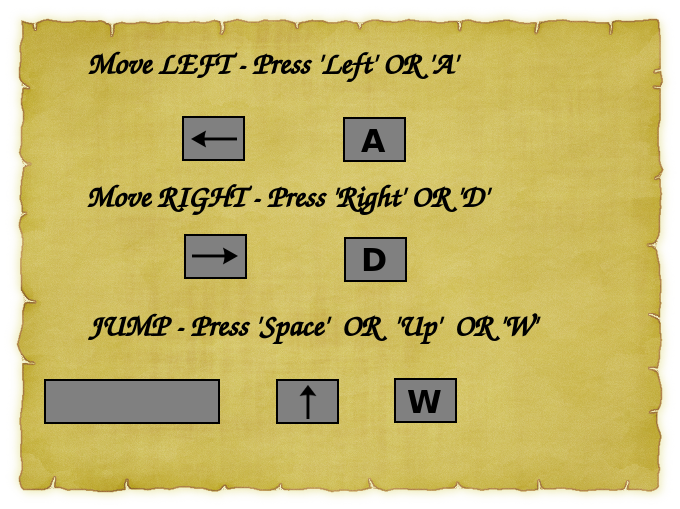 Move LEFT - Press 'Left' OR 'A'
A
Move RIGHT - Press 'Right' OR 'D'
D
JUMP - Press 'Space' OR 'Up' OR 'W'
W